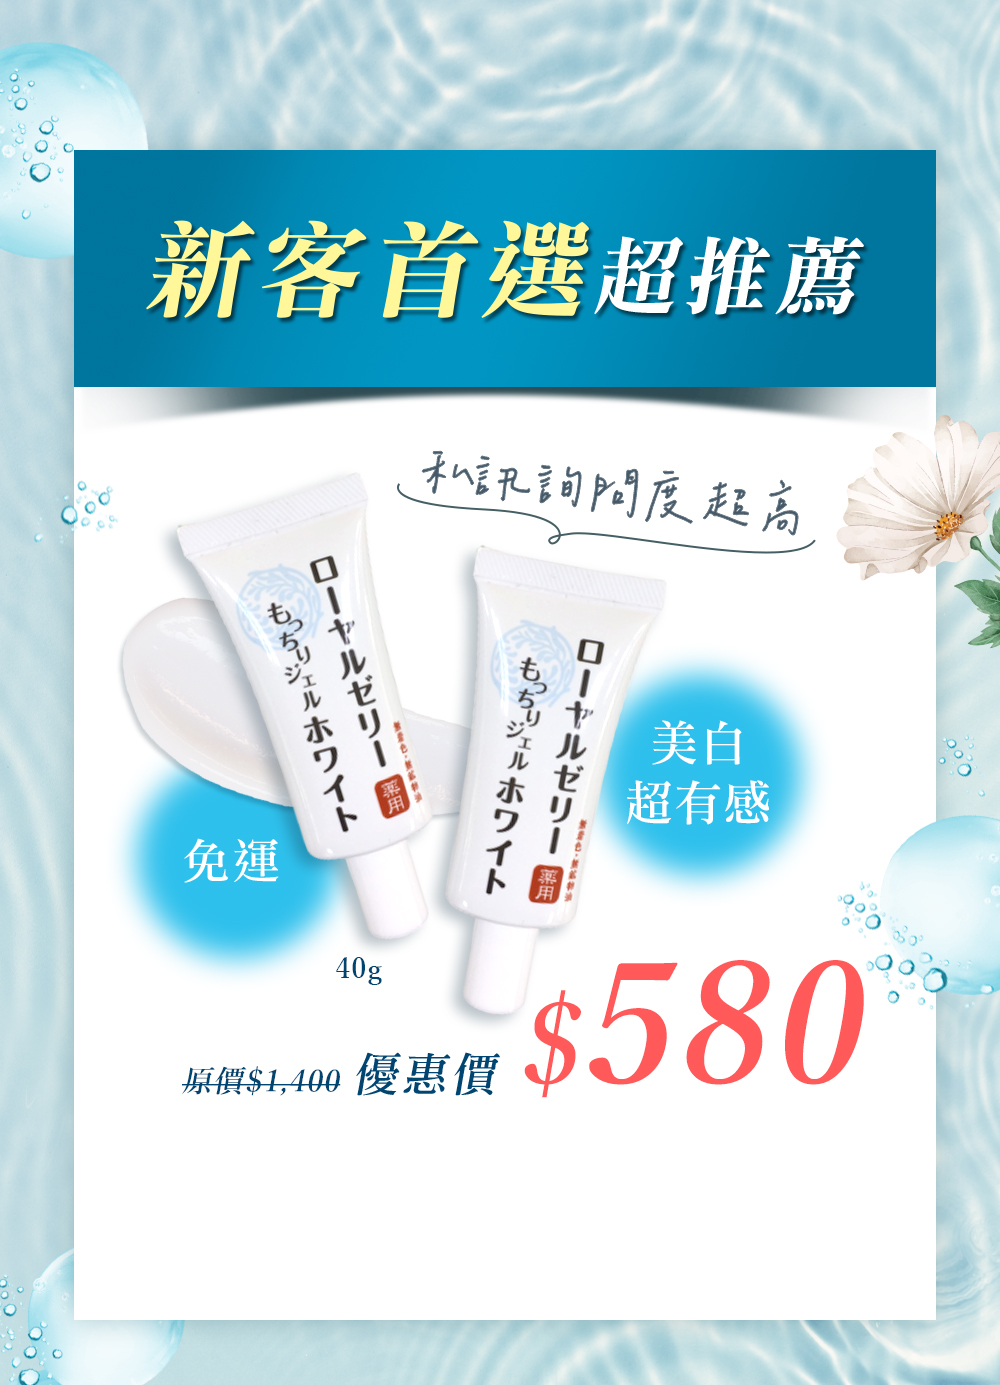 新客首選超推薦
私訊詢問度超高
ローヤルゼリー
もっちりジェルホワイト
薬用
ローヤルゼリー
もっちりジェルホワイト
薬用
美白
超有感
免運
40g
原價$1,400 優惠價 $580